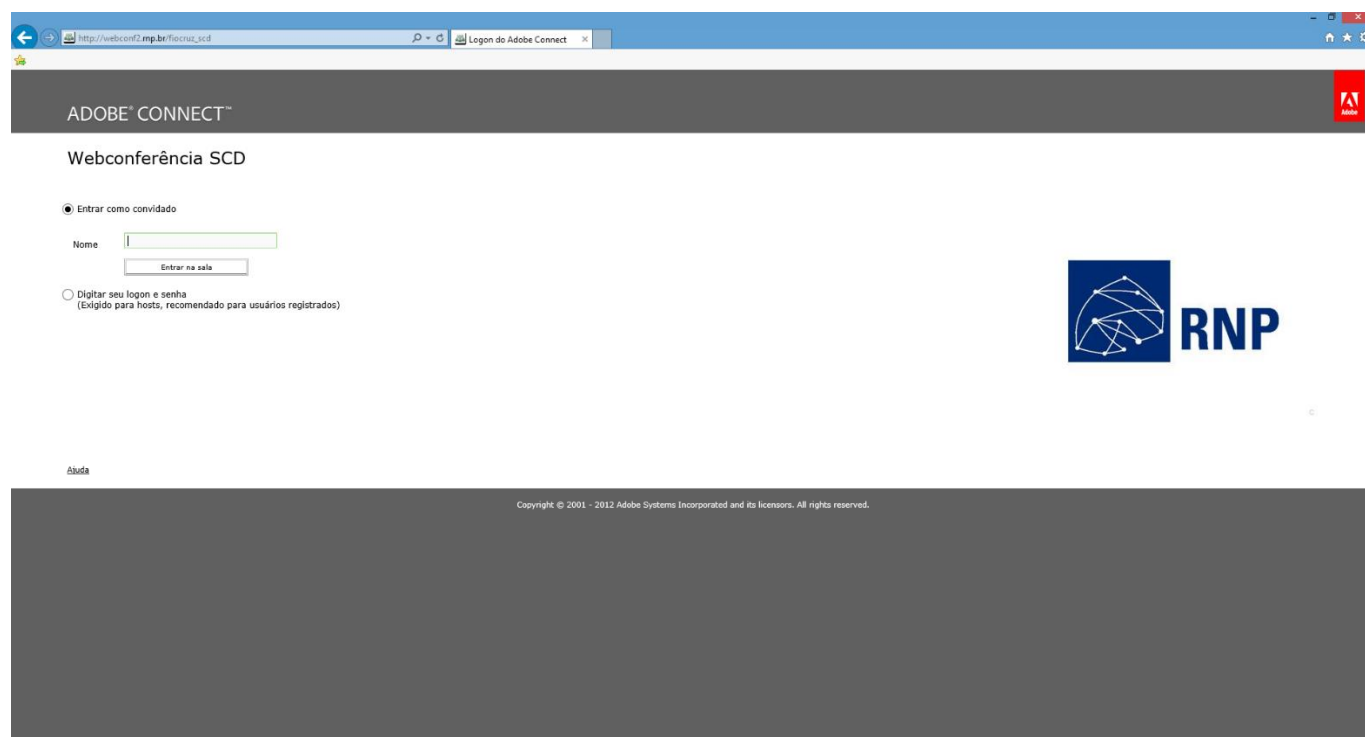 http://webconf2.rnp.br/fiocruz_scd
Logon do Adobe Connect
ADOBE® CONNECT™
Adobe
Webconferência SCD
Entrar como convidado
Nome
Entrar na sala
Digitar seu logon e senha
(Exigido para hosts, recomendado para usuários registrados)
RNP
Ajuda
Copyright © 2001 - 2012 Adobe Systems Incorporated and its licensors. All rights reserved.